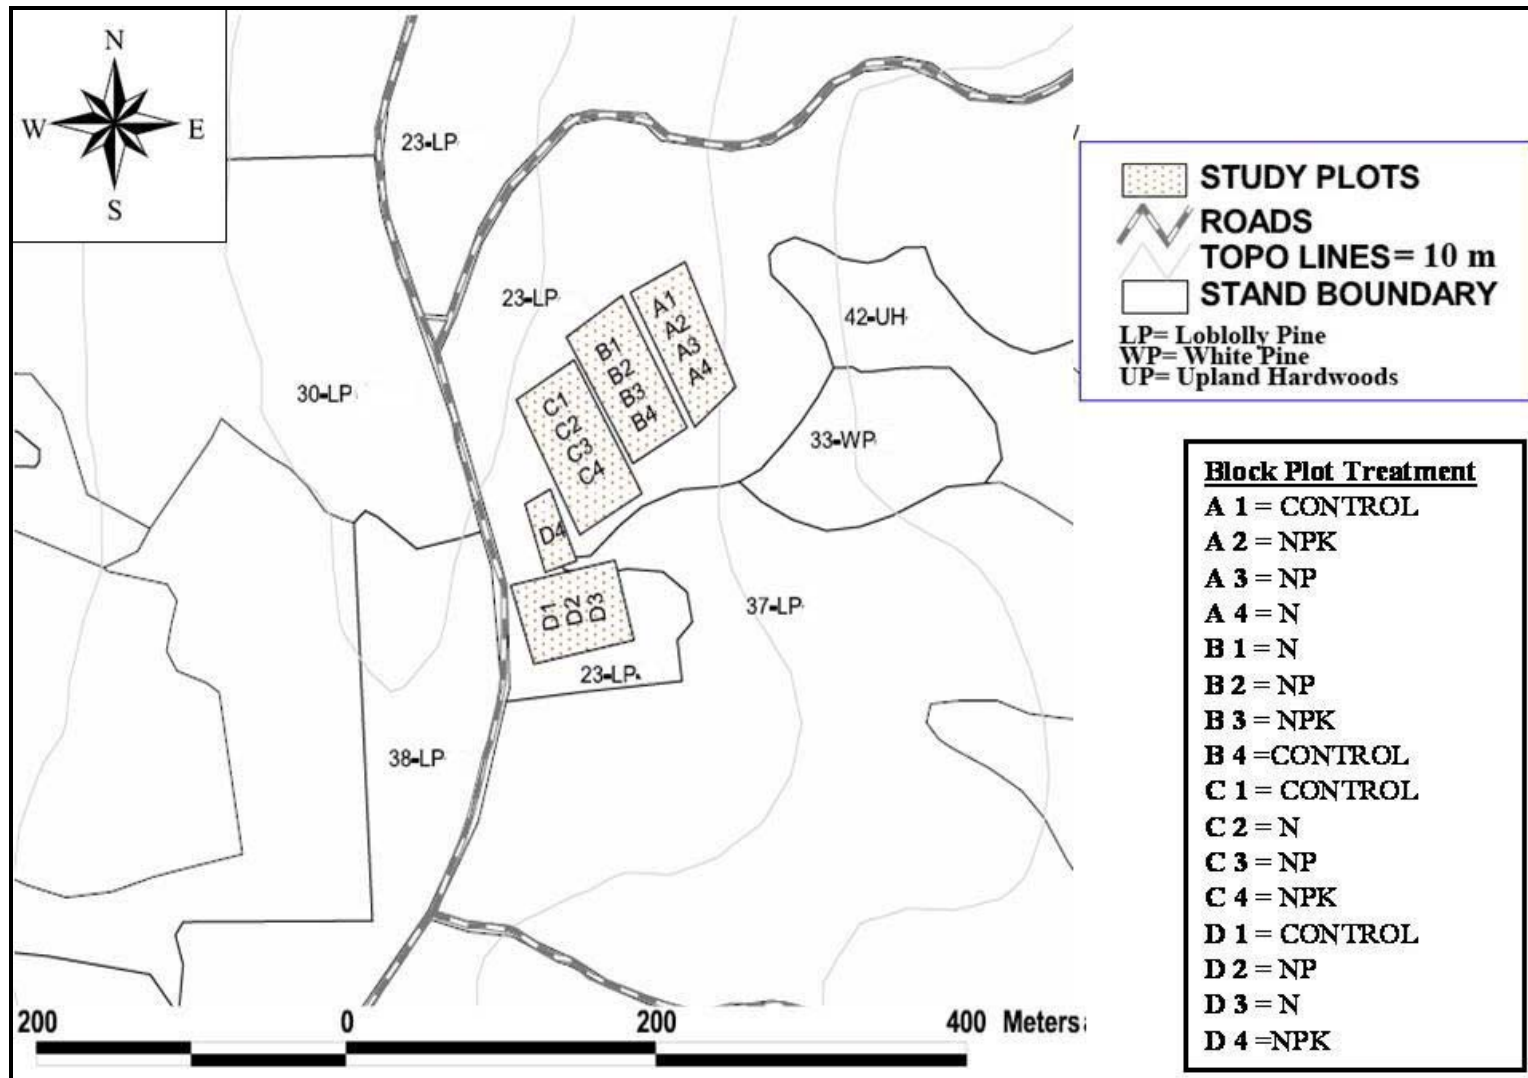 N
W E
S
23-LP
23-LP
30-LP
42-UH
33-WP
37-LP
23-LP
38-LP
A1
A2
A3
A4
B1
B2
B3
B4
C1
C2
C3
C4
D4
D1
D2
D3
200 0 200 400 Meters
STUDY PLOTS
ROADS
TOPO LINES= 10 m
STAND BOUNDARY
LP= Loblolly Pine
WP= White Pine
UP= Upland Hardwoods
Block Plot Treatment
A 1 = CONTROL
A 2 = NPK
A 3 = NP
A 4 = N
B 1 = N
B 2 = NP
B 3 = NPK
B 4 =CONTROL
C 1 = CONTROL
C 2 = N
C 3 = NP
C 4 = NPK
D 1 = CONTROL
D 2 = NP
D 3 = N
D 4 =NPK